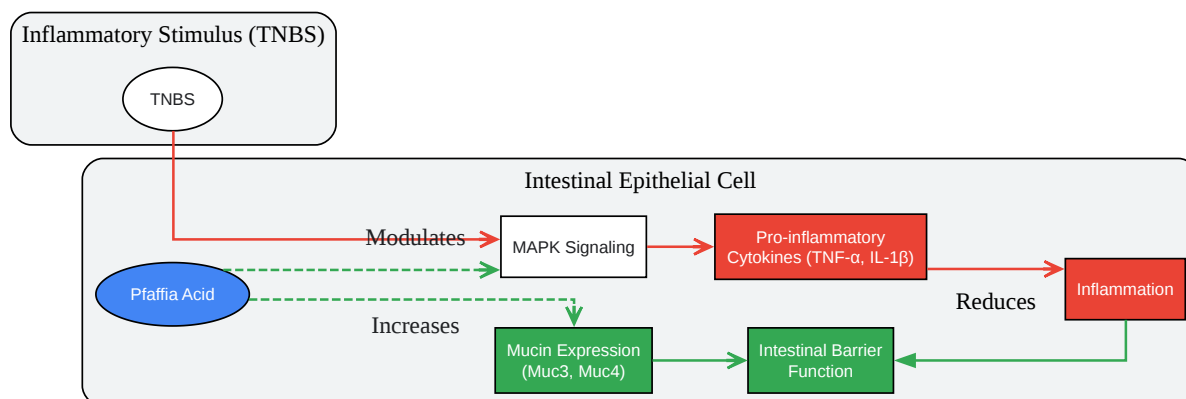 Inflammatory Stimulus (TNBS)
TNBS
Intestinal Epithelial Cell
Modulates
MAPK Signaling
Pro-inflammatory
Cytokines (TNF-α, IL-1β)
Pfaffia Acid
Inflammation
Reduces
Increases
Mucin Expression
(Muc3, Muc4)
Intestinal Barrier
Function